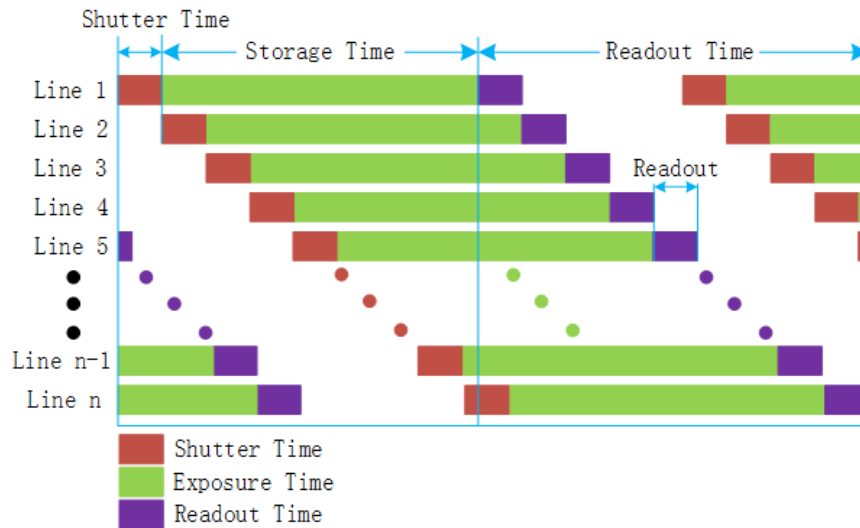 Shutter Time
Storage Time
Readout Time
Line 1
Line 2
Line 3
Readout
Line 4
Line 5
Line n-1
Line n
Shutter Time
Exposure Time
Readout Time